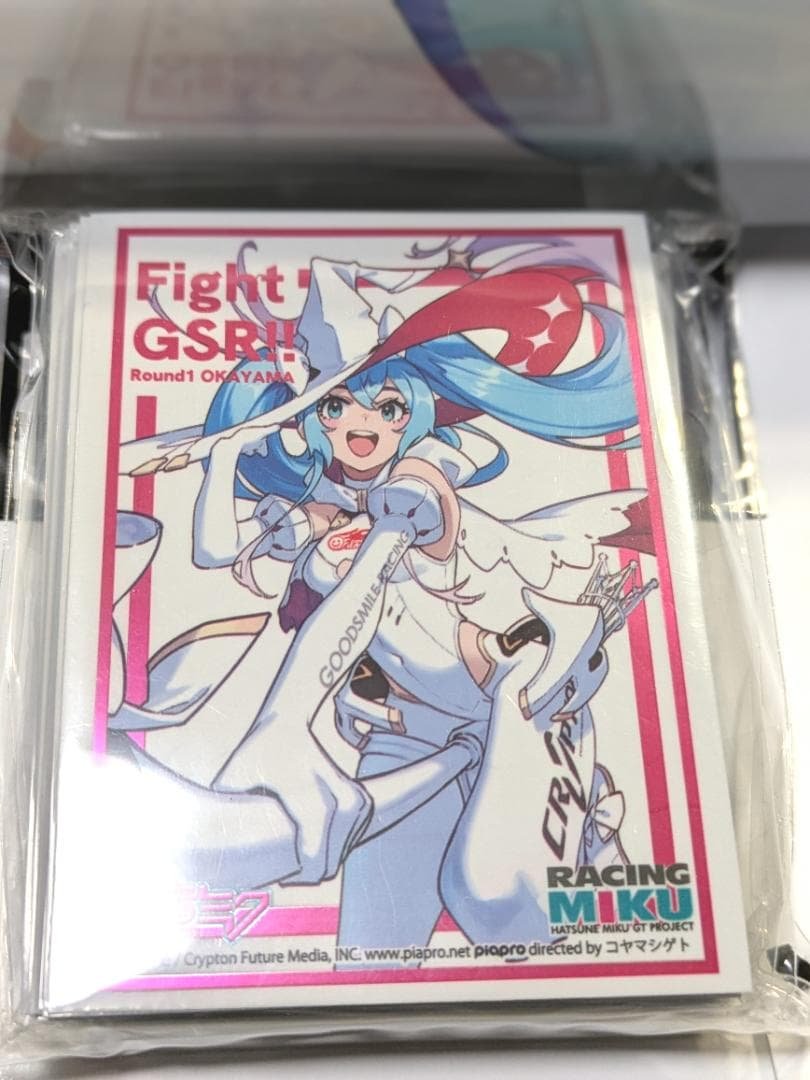 Fight
GSR!!
Round1 OKAYAMA
GOODSMILE RACING
RACING
MIKU
HATSUNE MIKU GT PROJECT
/ Crypton Future Media, INC. www.piapro.net piapro directed by コヤマシゲト